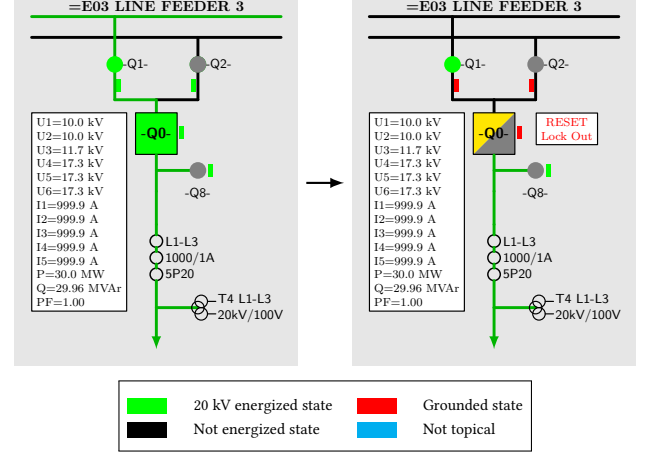 =E03 LINE FEEDER 3
-Q1-
-Q2-
-Q0-
U1=10.0 kV
U2=10.0 kV
U3=11.7 kV
U4=17.3 kV
U5=17.3 kV
U6=17.3 kV
I1=999.9 A
I2=999.9 A
I3=999.9 A
I4=999.9 A
I5=999.9 A
P=30.0 MW
Q=29.96 MVAr
PF=1.00
-Q8-
L1-L3
1000/1A
5P20
T4 L1-L3
20kV/100V
=E03 LINE FEEDER 3
-Q1-
-Q2-
-Q0-
RESET
Lock Out
U1=10.0 kV
U2=10.0 kV
U3=11.7 kV
U4=17.3 kV
U5=17.3 kV
U6=17.3 kV
I1=999.9 A
I2=999.9 A
I3=999.9 A
I4=999.9 A
I5=999.9 A
P=30.0 MW
Q=29.96 MVAr
PF=1.00
-Q8-
L1-L3
1000/1A
5P20
T4 L1-L3
20kV/100V
20 kV energized state
Grounded state
Not energized state
Not topical